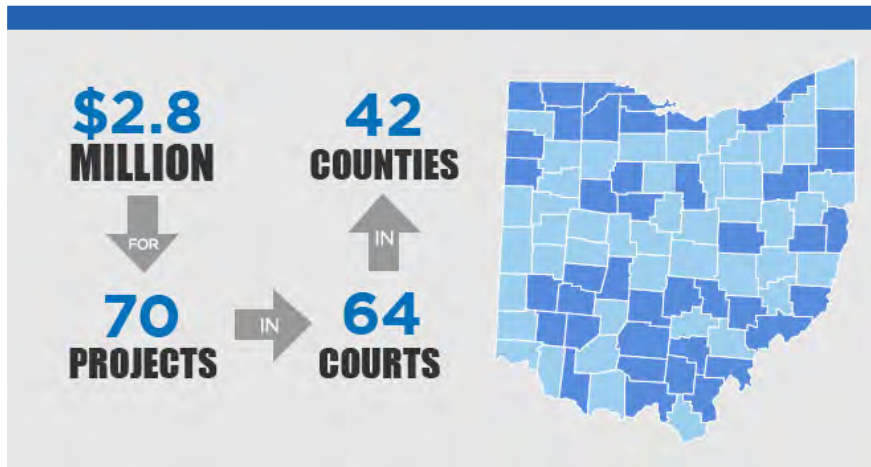 $2.8
MILLION
FOR
70
PROJECTS
IN
64
COURTS
IN
42
COUNTIES